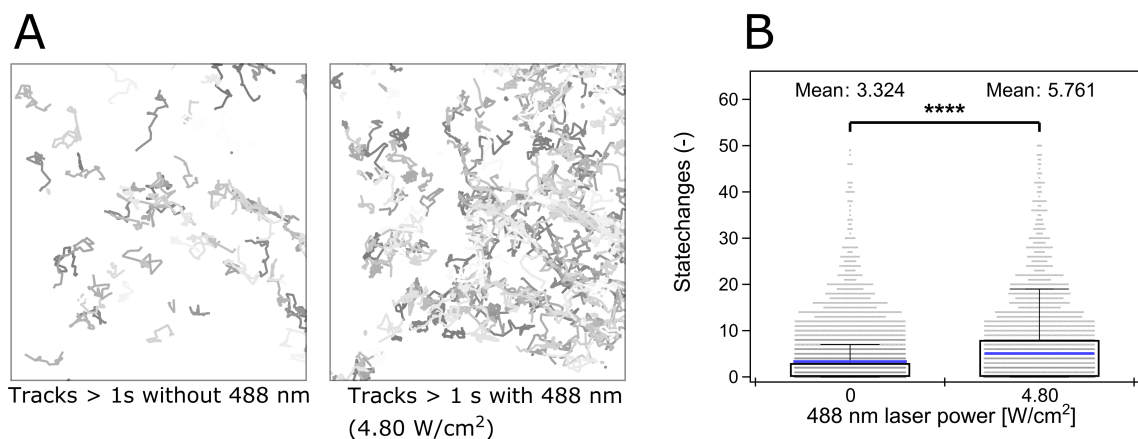 A
Tracks > 1s without 488 nm
Tracks > 1 s with 488 nm
(4.80 W/cm²)
B
Mean: 3.324
Mean: 5.761
****
60
50
40
30
20
10
0
Statechanges (-)
0
4.80
488 nm laser power [W/cm²]